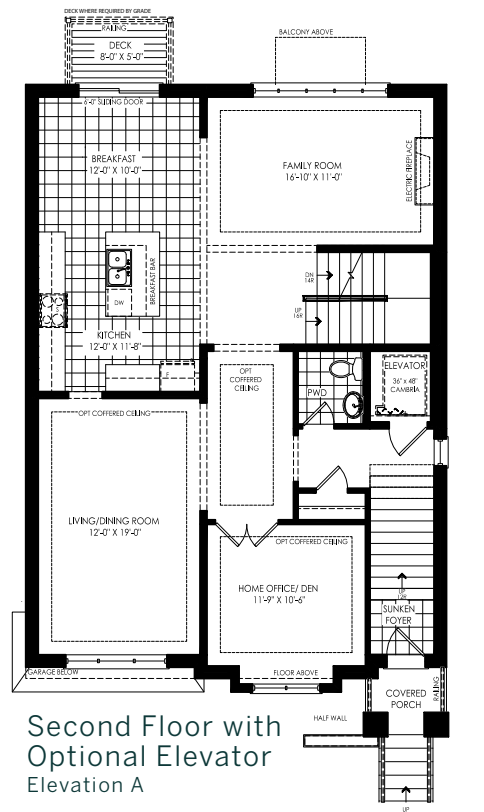 DECK WHERE REQUIRED BY GRADE
RAILING
DECK
8'-0" X 5'-0"
BALCONY ABOVE
6'-0" SLIDING DOOR
BREAKFAST
12'-0" X 10'-0"
FAMILY ROOM
16'-10" X 11'-0"
ELECTRIC FIREPLACE
BREAKFAST BAR
DW
DN
14R
UP
16R
KITCHEN
12'-0" X 11'-8"
F
OPT
COFFERED
CEILING
PWD
ELEVATOR
36" x 48"
CAMBRIA
OPT COFFERED CEILING
LIVING/DINING ROOM
12'-0" X 19'-0"
OPT COFFERED CEILING
HOME OFFICE/ DEN
11'-9" X 10'-6"
UP
12R
SUNKEN
FOYER
GARAGE BELOW
FLOOR ABOVE
COVERED
PORCH
RAILING
HALF WALL
UP
Second Floor with
Optional Elevator
Elevation A